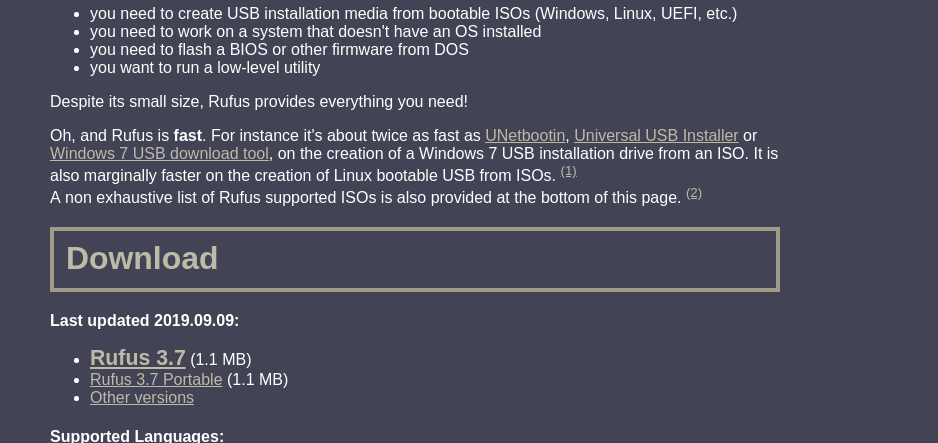 you need to create USB installation media from bootable ISOs (Windows, Linux, UEFI, etc.)
you need to work on a system that doesn't have an OS installed
you need to flash a BIOS or other firmware from DOS
you want to run a low-level utility
Despite its small size, Rufus provides everything you need!
Oh, and Rufus is fast. For instance it's about twice as fast as UNetbootin, Universal USB Installer or
Windows 7 USB download tool, on the creation of a Windows 7 USB installation drive from an ISO. It is
also marginally faster on the creation of Linux bootable USB from ISOs. (1)
A non exhaustive list of Rufus supported ISOs is also provided at the bottom of this page. (2)
Download
Last updated 2019.09.09:
Rufus 3.7 (1.1 MB)
Rufus 3.7 Portable (1.1 MB)
Other versions
Supported Languages: